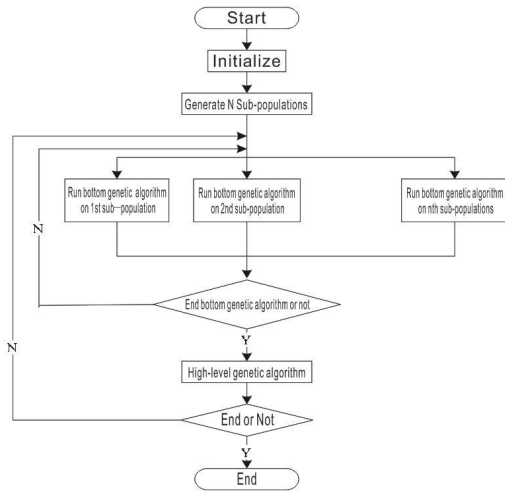 Start
Initialize
Generate N Sub-populations
Run bottom genetic algorithm
on 1st sub-population
Run bottom genetic algorithm
on 2nd sub-population
Run bottom genetic algorithm
on nth sub-populations
N
End bottom genetic algorithm or not
Y
N
High-level genetic algorithm
End or Not
Y
End